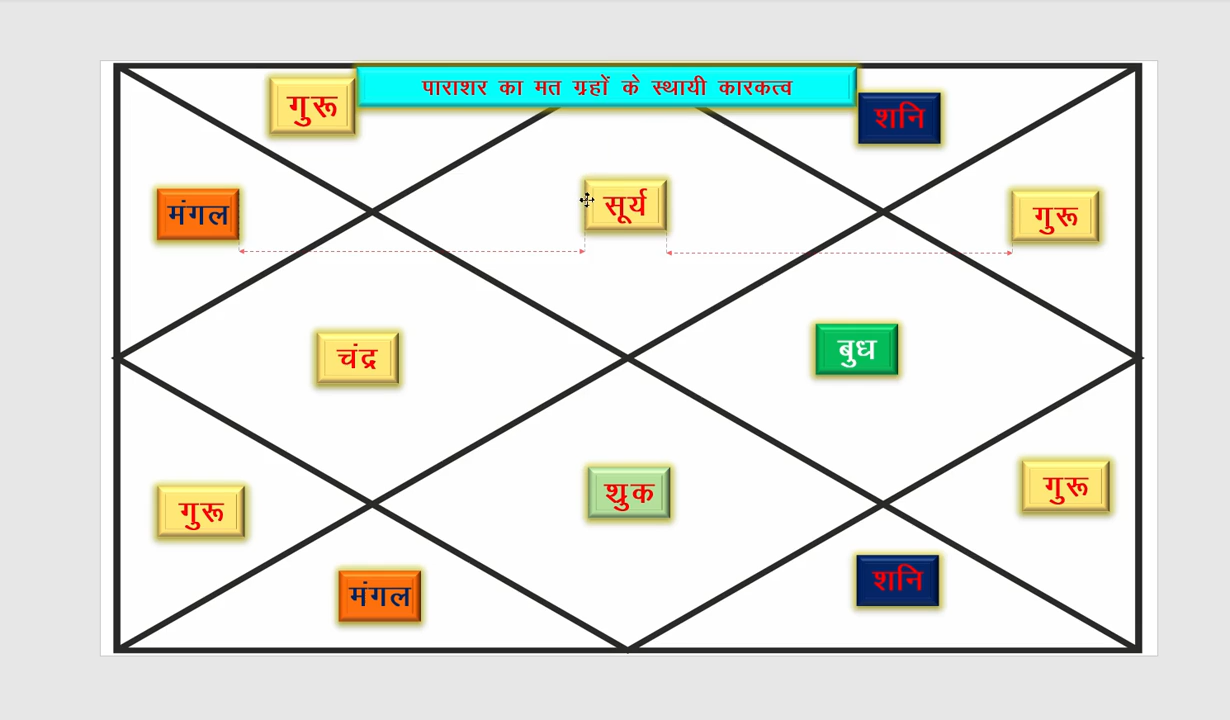 पाराशर का मत ग्रहों के स्थायी कारकत्व
गुरू
शनि
मंगल
सूर्य
गुरू
चंद्र
बुध
गुरू
शुक्र
गुरू
मंगल
शनि